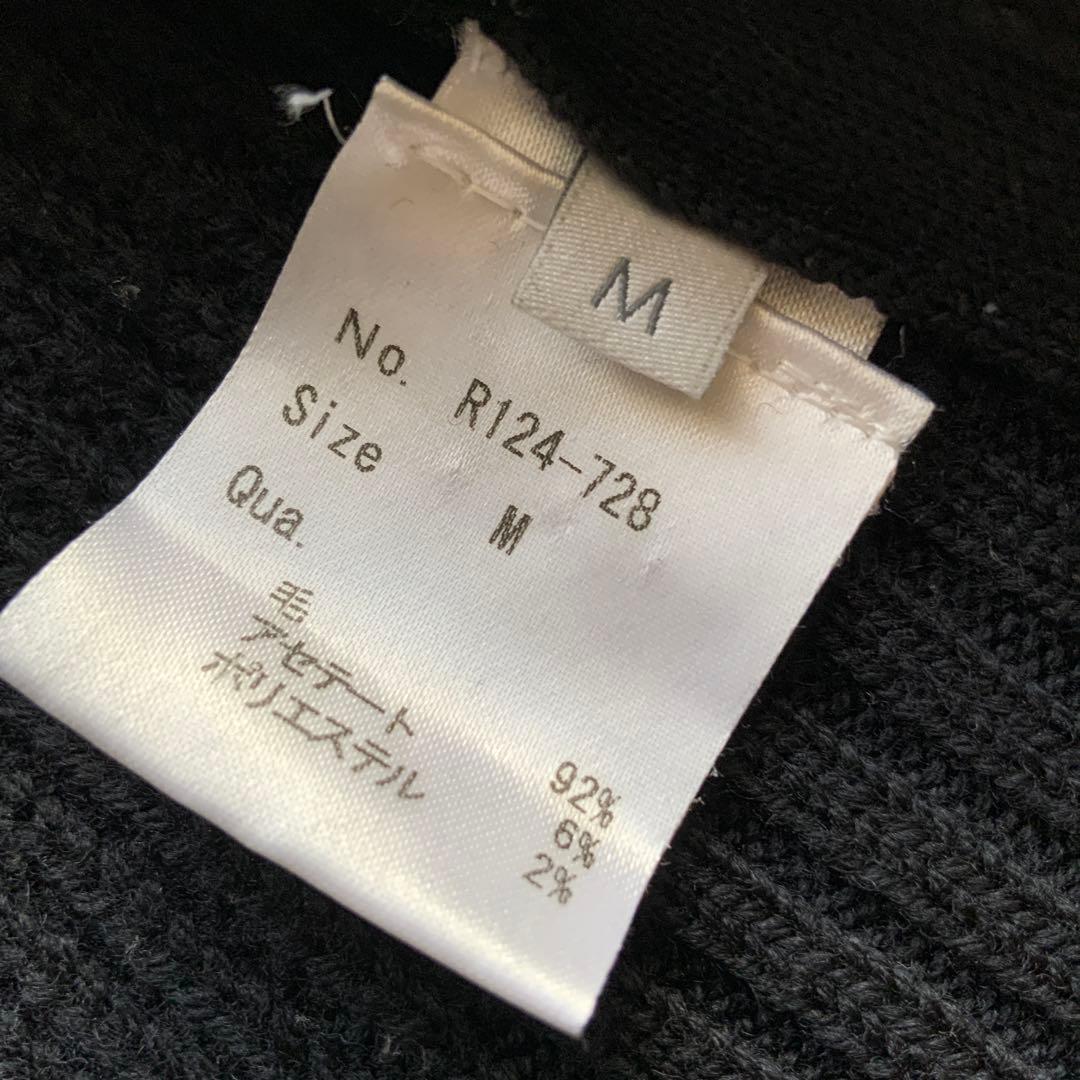 M
No. R124-728
Size M
Qua.
毛 92%
アセテート 6%
ポリエステル 2%